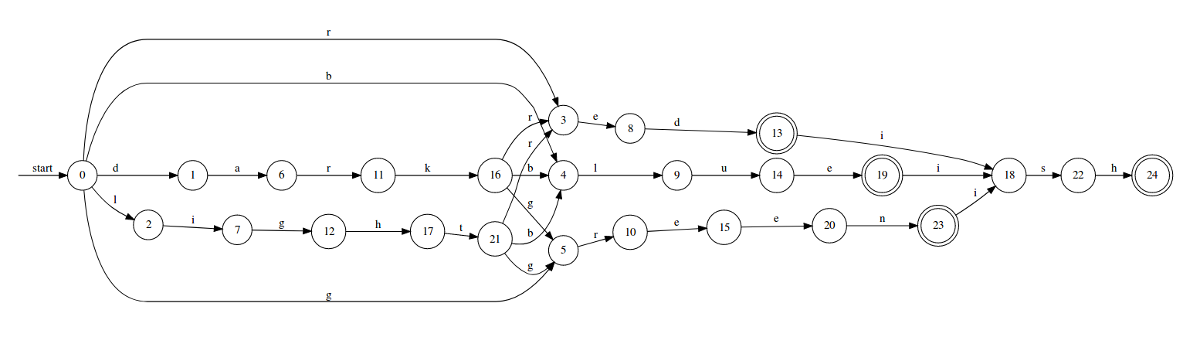 r
b
r 3 e 8 d 13 i
r
start 0 d 1 a 6 r 11 k 16 b 4 l 9 u 14 e 19 i 18 s 22 h 24
l g i
2 i 7 g 12 h 17 t 21 b 5 r 10 e 15 e 20 n 23
g
g